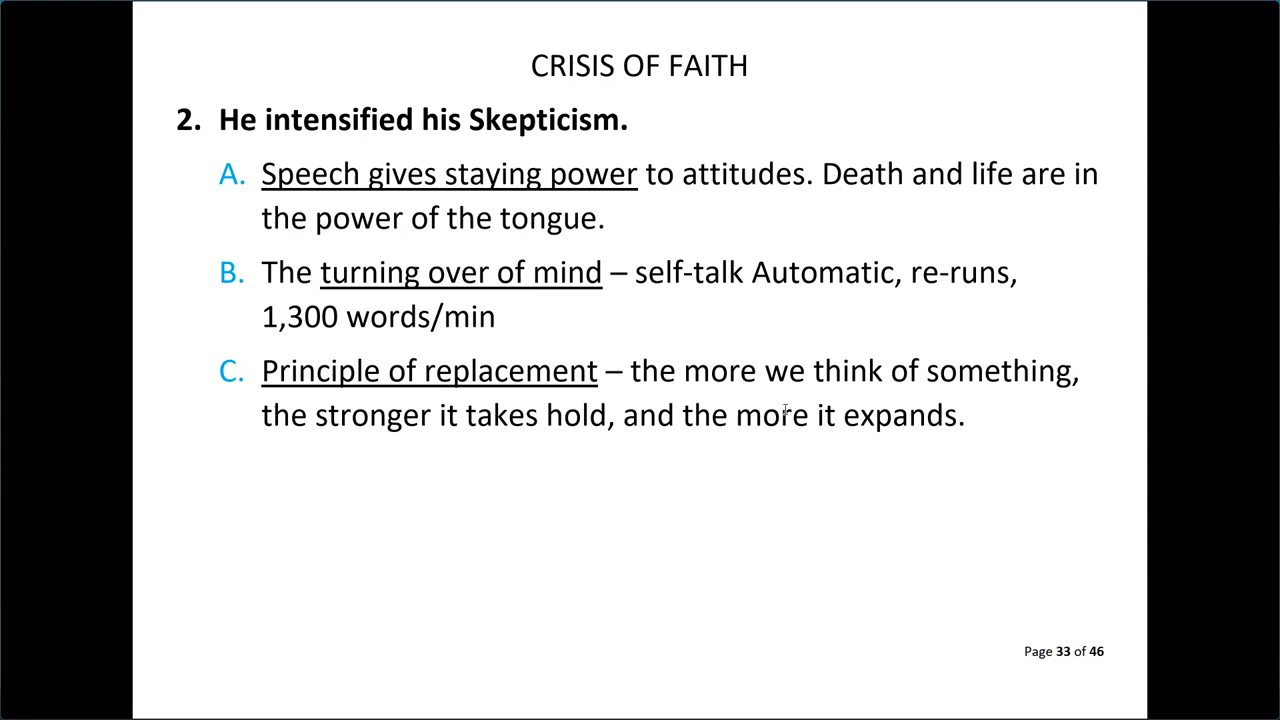 CRISIS OF FAITH
2. He intensified his Skepticism.
A. Speech gives staying power to attitudes. Death and life are in
the power of the tongue.
B. The turning over of mind – self-talk Automatic, re-runs,
1,300 words/min
C. Principle of replacement – the more we think of something,
the stronger it takes hold, and the more it expands.
Page 33 of 46